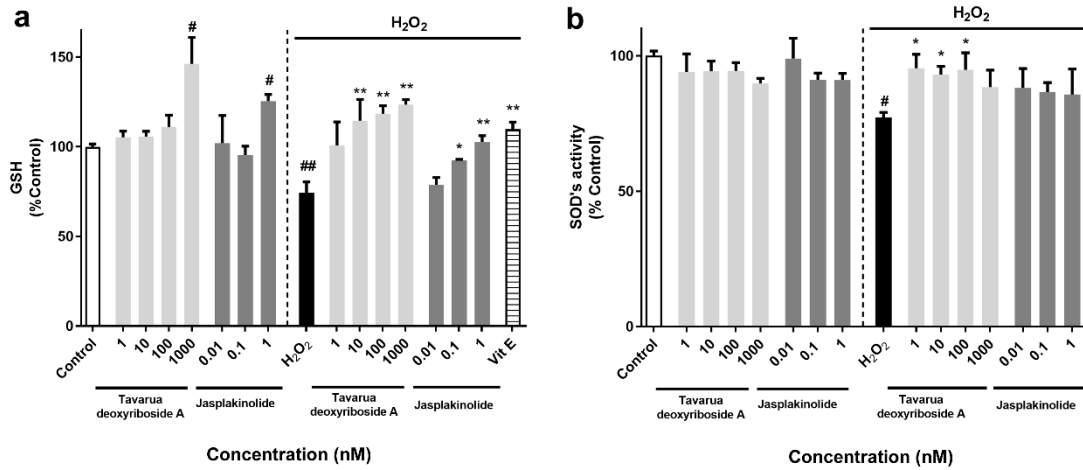 a
H₂O₂
GSH
(%Control)
150
100
50
0
#
#
##
**
**
**
*
**
**
Control
1
10
100
1000
0.01
0.1
1
H₂O₂
1
10
100
1000
0.01
0.1
1
Vit E
Tavarua
deoxyriboside A
Jasplakinolide
Tavarua
deoxyriboside A
Jasplakinolide
Concentration (nM)
b
H₂O₂
SOD's activity
(% Control)
100
50
0
#
*
*
*
Control
1
10
100
1000
0.01
0.1
1
H₂O₂
1
10
100
1000
0.01
0.1
1
Tavarua
deoxyriboside A
Jasplakinolide
Tavarua
deoxyriboside A
Jasplakinolide
Concentration (nM)